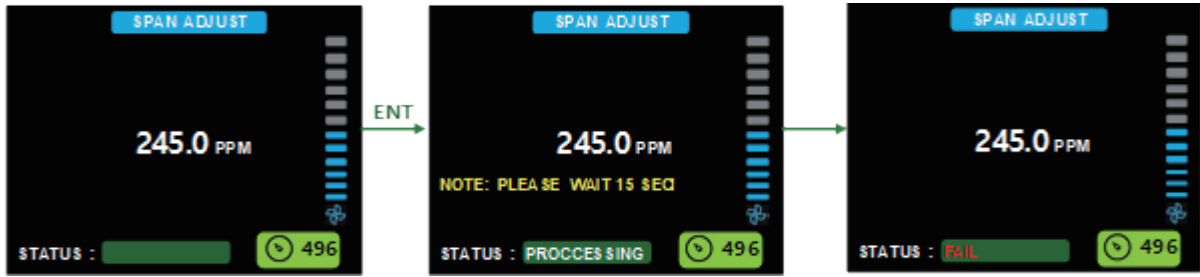 SPAN ADJUST
245.0 PPM
STATUS :
496
ENT
SPAN ADJUST
245.0 PPM
NOTE: PLEASE WAIT 15 SEC
STATUS : PROCCESSING
496
SPAN ADJUST
245.0 PPM
STATUS : FAIL
496